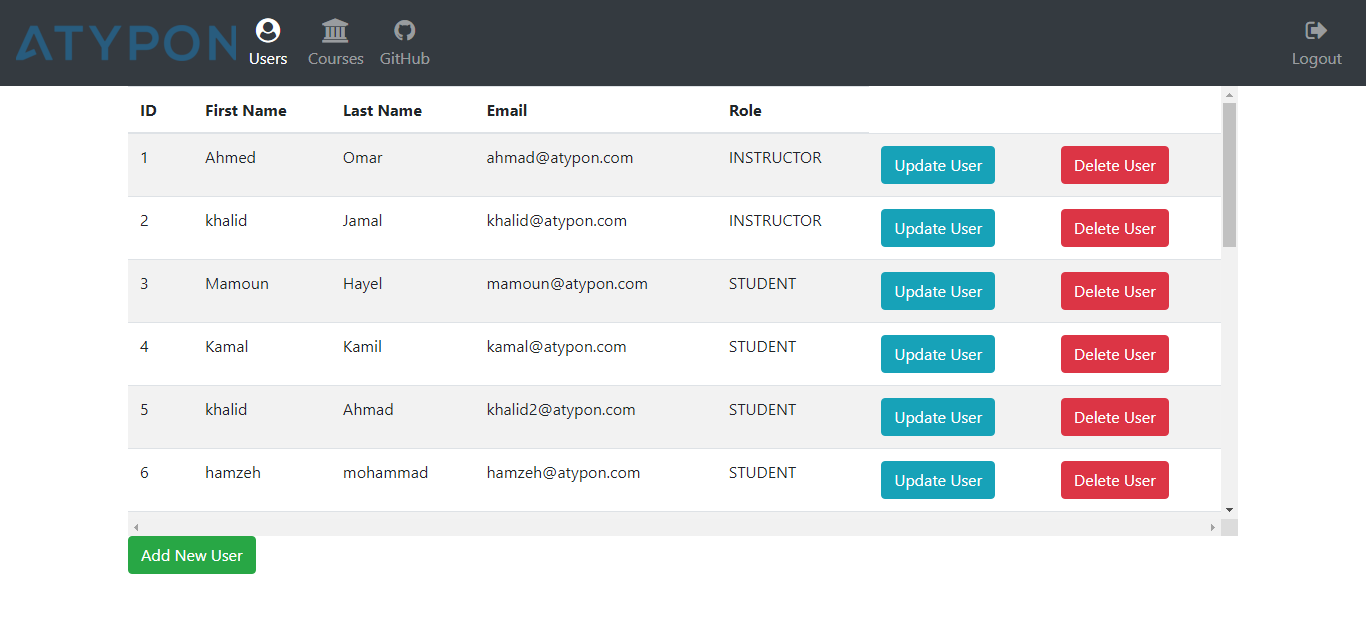 ATYPON
Users Courses GitHub Logout
ID First Name Last Name Email Role
1 Ahmed Omar ahmad@atypon.com INSTRUCTOR Update User Delete User
2 khalid Jamal khalid@atypon.com INSTRUCTOR Update User Delete User
3 Mamoun Hayel mamoun@atypon.com STUDENT Update User Delete User
4 Kamal Kamil kamal@atypon.com STUDENT Update User Delete User
5 khalid Ahmad khalid2@atypon.com STUDENT Update User Delete User
6 hamzeh mohammad hamzeh@atypon.com STUDENT Update User Delete User
Add New User